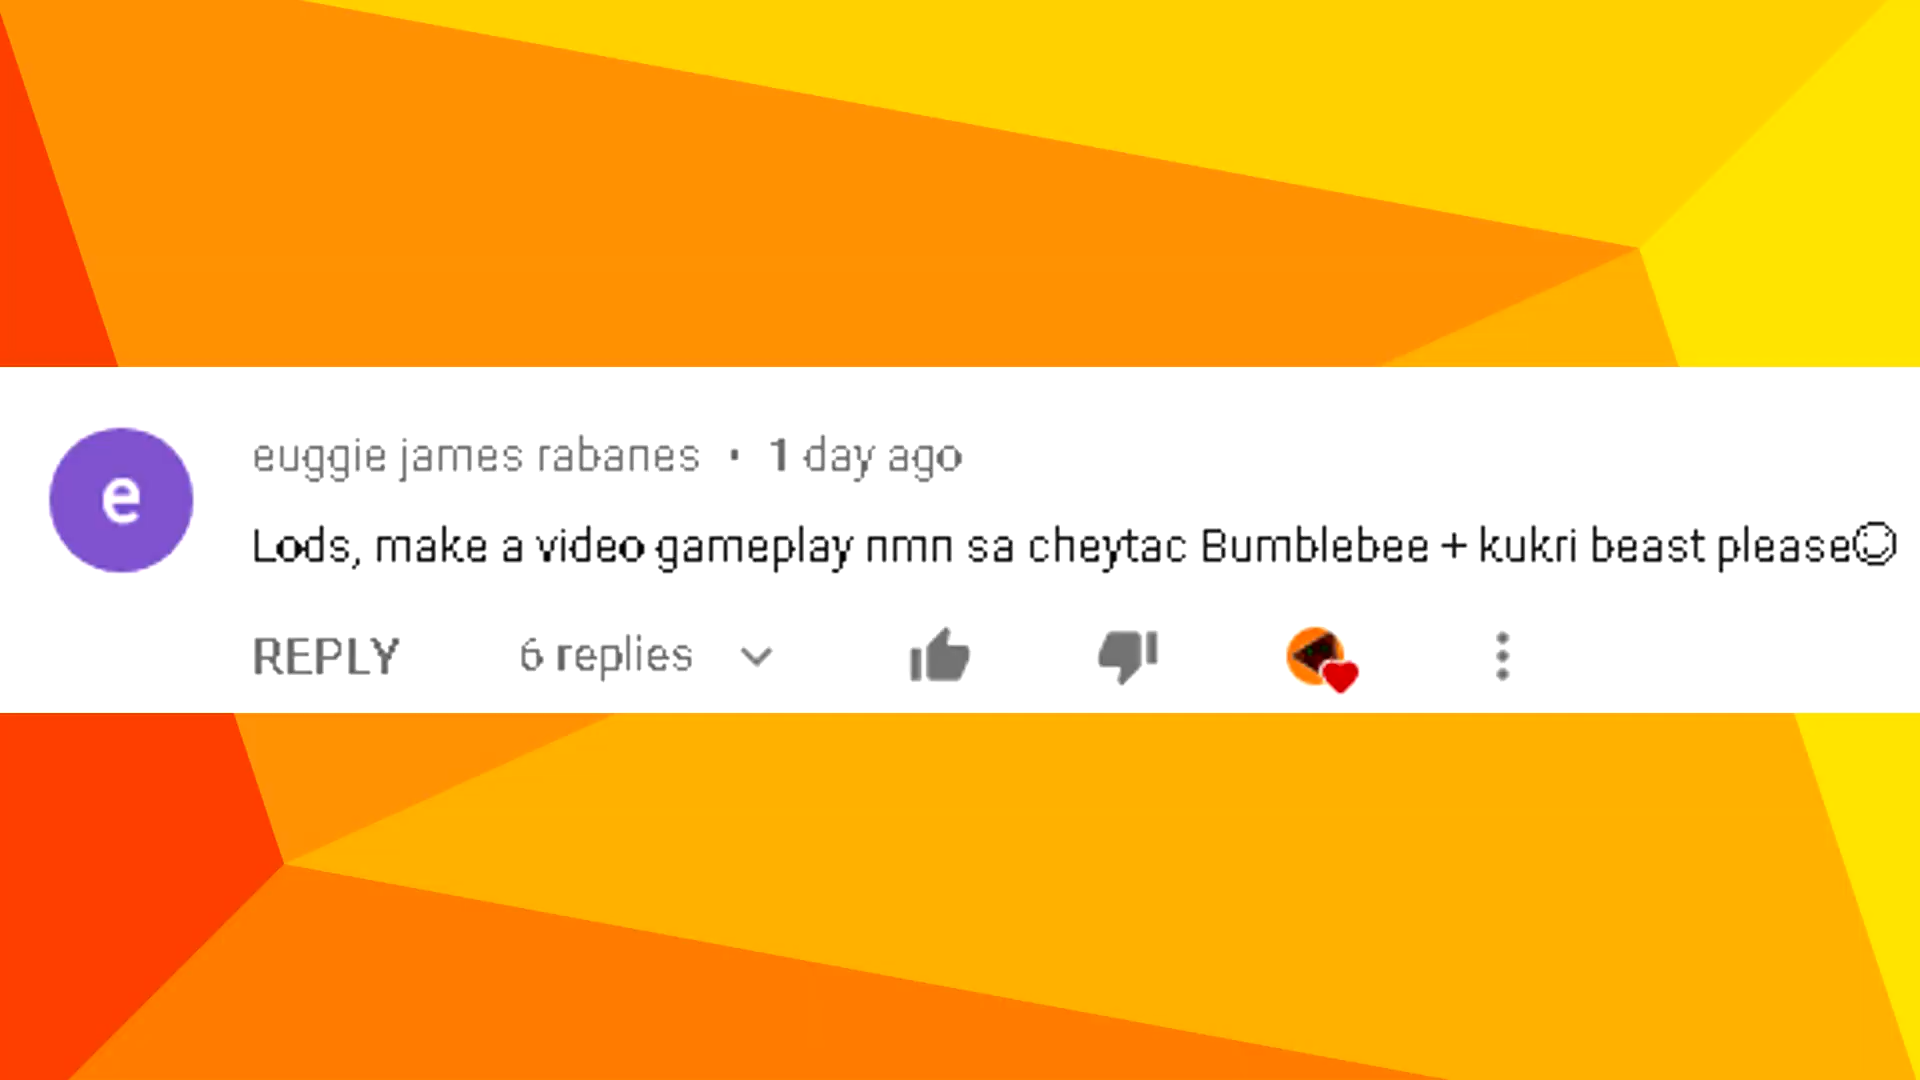 e
euggie james rabanes · 1 day ago
Lods, make a video gameplay nmn sa cheytac Bumblebee + kukri beast please☺
REPLY 6 replies